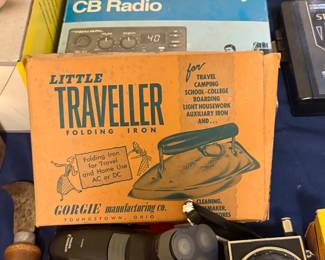 CB Radio
40
LITTLE
TRAVELLER
FOLDING IRON
Folding Iron
for Travel
and Home Use
AC or DC
for
TRAVEL
CAMPING
SCHOOL-COLLEGE
BOARDING
LIGHT HOUSEWORK
AUXILIARY IRON
AND...
CLEANING,
GORGIE manufacturing co.
YOUNGSTOWN, OHIO